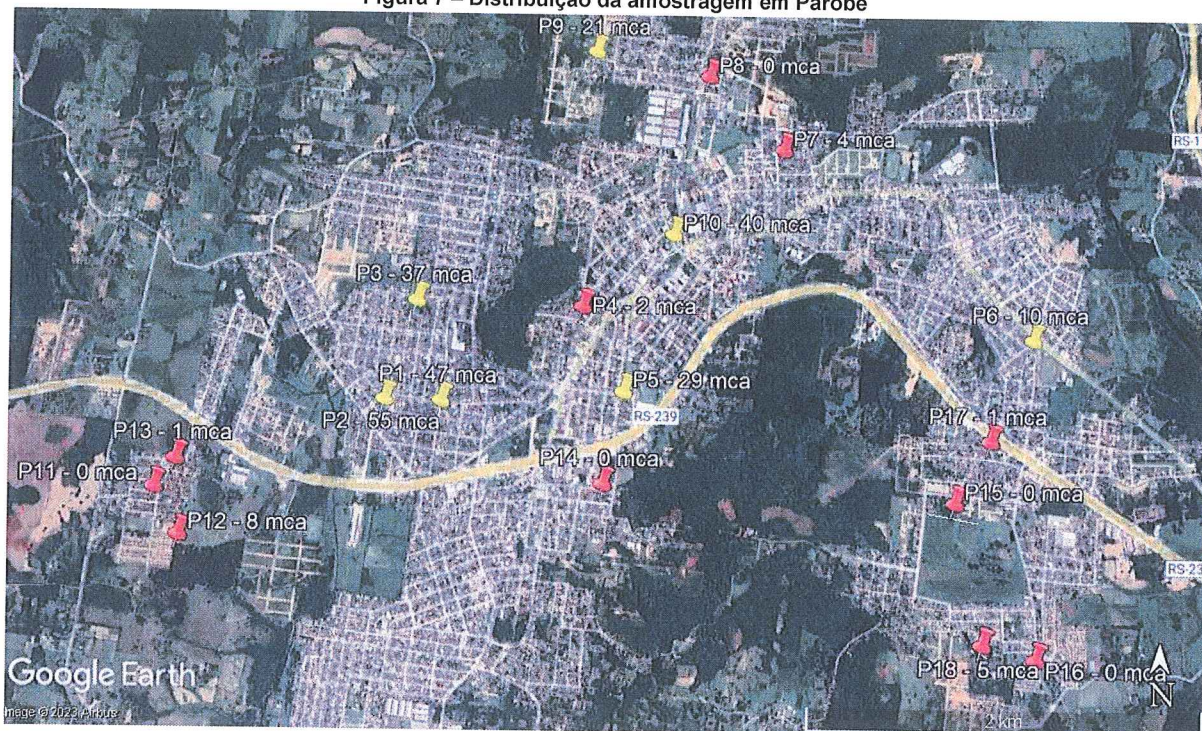 Figura 7 – Distribuição da amostragem em Parobé
P9 - 21 mca
P8 - 0 mca
P7 - 4 mca
RS-1
P10 - 40 mca
P3 - 37 mca
P4 - 2 mca
P6 - 10 mca
P1 - 47 mca
P5 - 29 mca
P2 - 55 mca
RS-239
P17 - 1 mca
P13 - 1 mca
P14 - 0 mca
P11 - 0 mca
P15 - 0 mca
P12 - 8 mca
RS-23
P18 - 5 mca
P16 - 0 mca
Google Earth
N
Image © 2023 Airbus
2 km